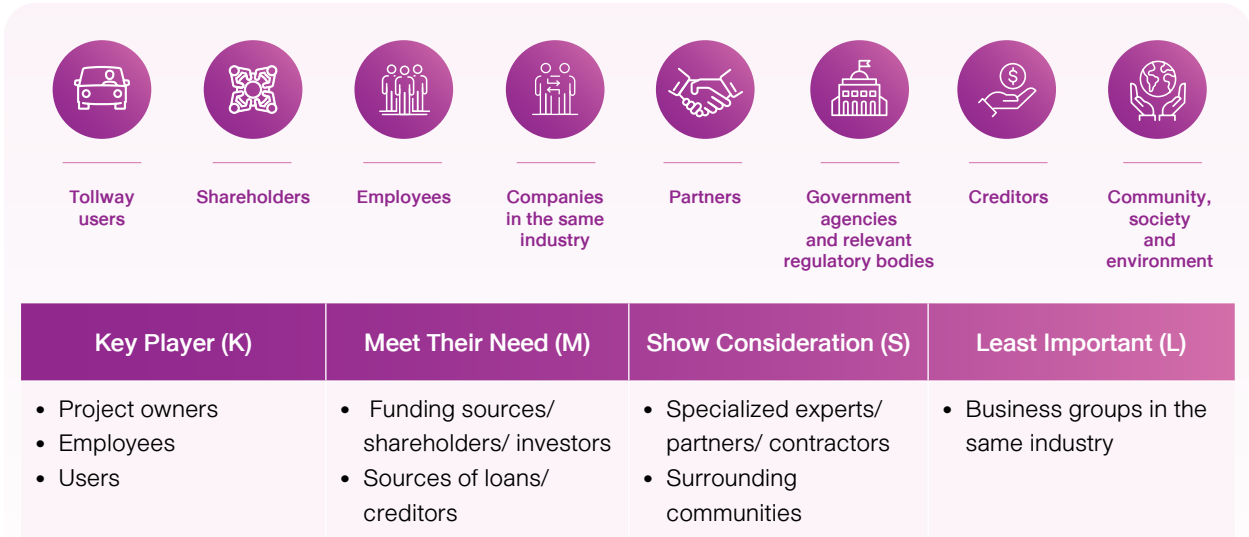 Tollway
users
Shareholders
Employees
Companies
in the same
industry
Partners
Government
agencies
and relevant
regulatory bodies
Creditors
Community,
society
and
environment
Key Player (K)
Meet Their Need (M)
Show Consideration (S)
Least Important (L)
• Project owners
• Employees
• Users
• Funding sources/
shareholders/ investors
• Sources of loans/
creditors
• Specialized experts/
partners/ contractors
• Surrounding
communities
• Business groups in the
same industry